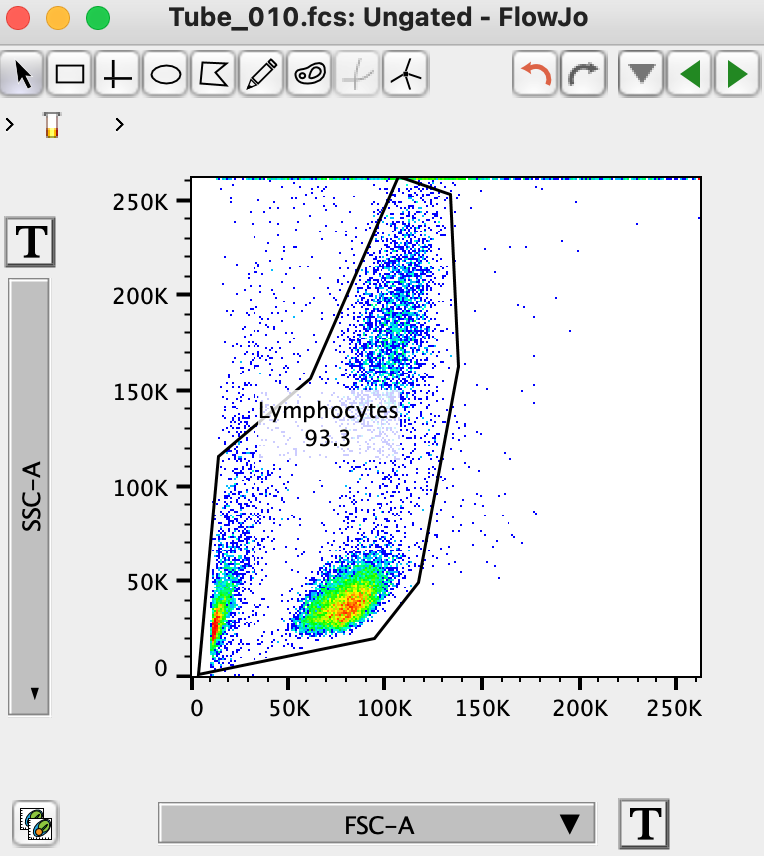 Tube_010.fcs: Ungated - FlowJo
T
250K
200K
150K
100K
50K
0
SSC-A
Lymphocytes
93.3
0 50K 100K 150K 200K 250K
FSC-A
T